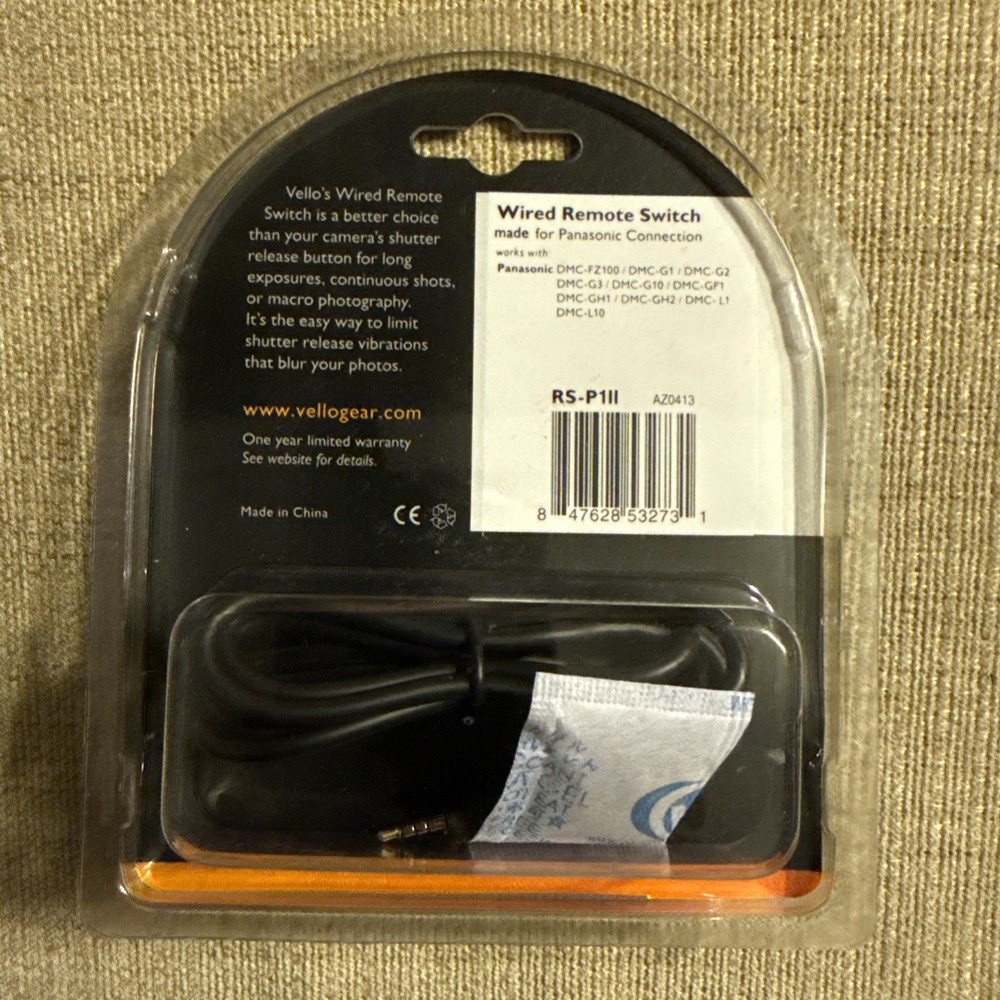 Vello's Wired Remote
Switch is a better choice
than your camera's shutter
release button for long
exposures, continuous shots,
or macro photography.
It's the easy way to limit
shutter release vibrations
that blur your photos.
www.vellogear.com
One year limited warranty
See website for details.
Made in China
CE
Wired Remote Switch
made for Panasonic Connection
works with:
Panasonic DMC-FZ100 / DMC-G1 / DMC-G2
DMC-G3 / DMC-G10 / DMC-GF1
DMC-GH1 / DMC-GH2 / DMC- L1
DMC-L10
RS-P1II AZ0413
8 47628 53273 1